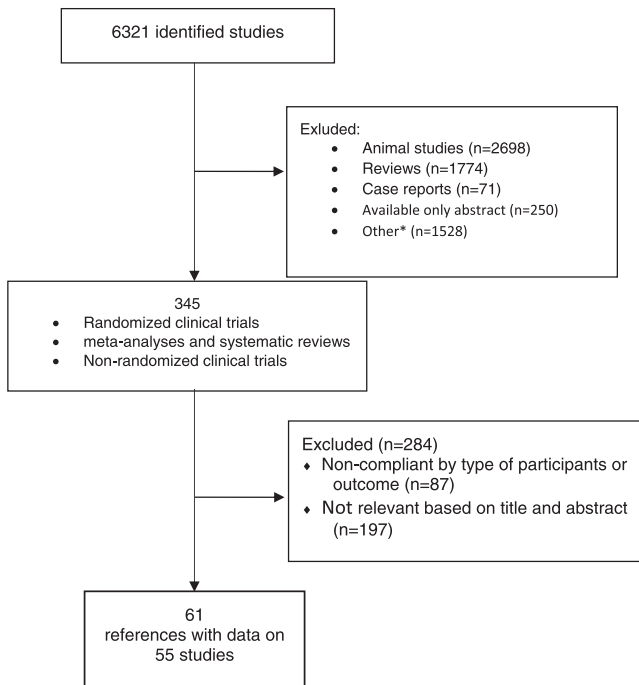 6321 identified studies
Exluded:
• Animal studies (n=2698)
• Reviews (n=1774)
• Case reports (n=71)
• Available only abstract (n=250)
• Other* (n=1528)
345
• Randomized clinical trials
• meta-analyses and systematic reviews
• Non-randomized clinical trials
Excluded (n=284)
♦ Non-compliant by type of participants or
outcome (n=87)
♦ Not relevant based on title and abstract
(n=197)
61
references with data on
55 studies